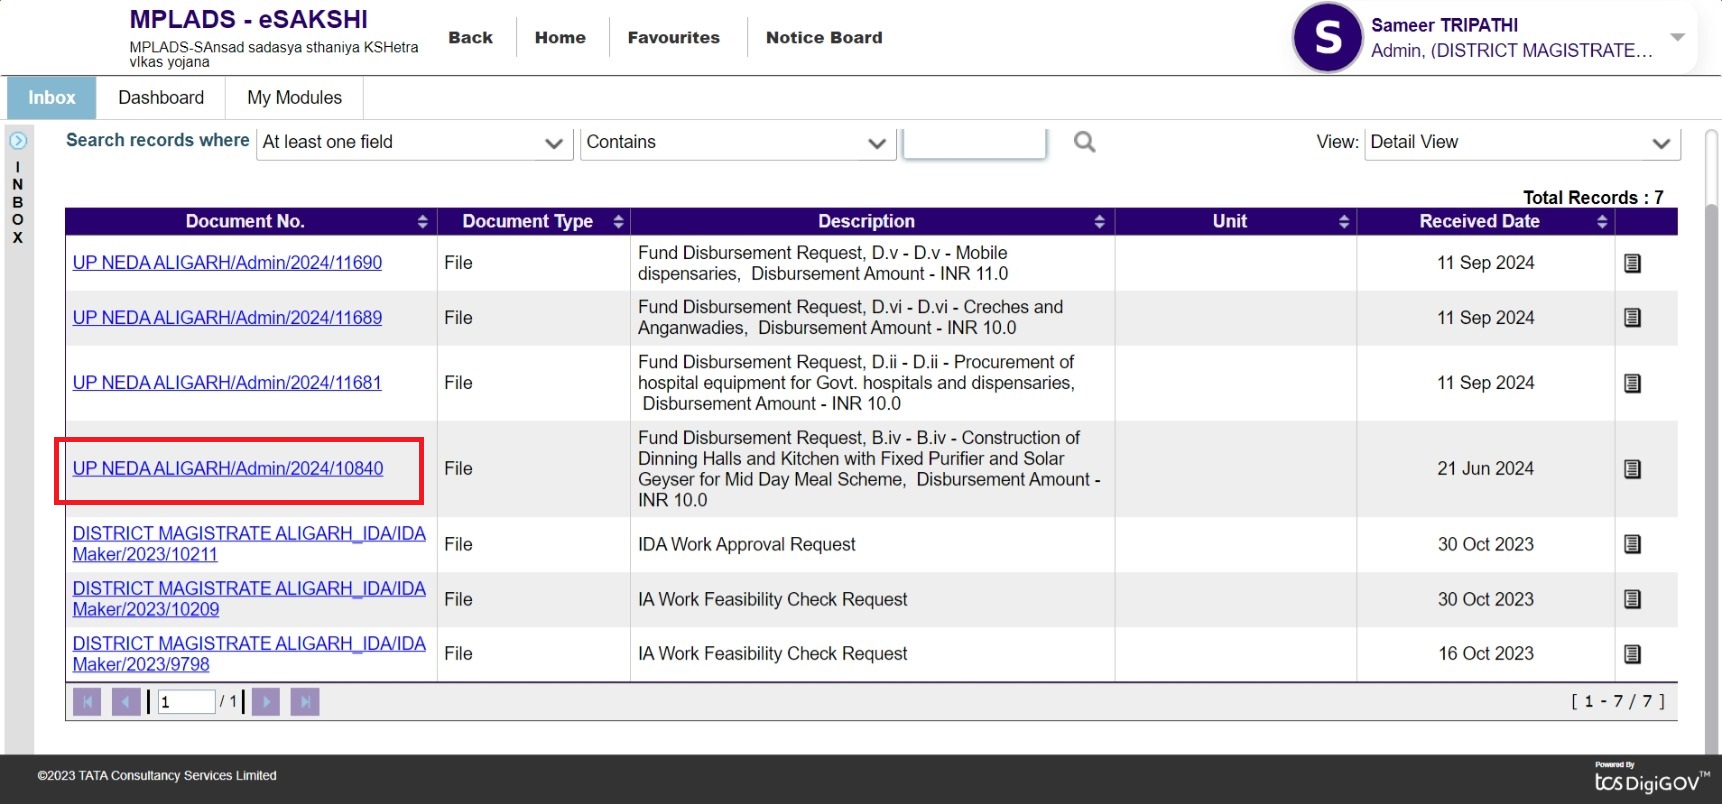 MPLADS - eSAKSHI
MPLADS-SAnsad sadasya sthaniya KSHetra
vIkas yojana
Back
Home
Favourites
Notice Board
S
Sameer TRIPATHI
Admin, (DISTRICT MAGISTRATE...
Inbox
Dashboard
My Modules
INBOX
Search records where
At least one field
Contains
View:
Detail View
Total Records : 7
Document No.
Document Type
Description
Unit
Received Date
UP NEDA ALIGARH/Admin/2024/11690
File
Fund Disbursement Request, D.v - D.v - Mobile
dispensaries,  Disbursement Amount - INR 11.0
11 Sep 2024
UP NEDA ALIGARH/Admin/2024/11689
File
Fund Disbursement Request, D.vi - D.vi - Creches and
Anganwadies,  Disbursement Amount - INR 10.0
11 Sep 2024
UP NEDA ALIGARH/Admin/2024/11681
File
Fund Disbursement Request, D.ii - D.ii - Procurement of
hospital equipment for Govt. hospitals and dispensaries,
Disbursement Amount - INR 10.0
11 Sep 2024
UP NEDA ALIGARH/Admin/2024/10840
File
Fund Disbursement Request, B.iv - B.iv - Construction of
Dinning Halls and Kitchen with Fixed Purifier and Solar
Geyser for Mid Day Meal Scheme,  Disbursement Amount -
INR 10.0
21 Jun 2024
DISTRICT MAGISTRATE ALIGARH_IDA/IDA
Maker/2023/10211
File
IDA Work Approval Request
30 Oct 2023
DISTRICT MAGISTRATE ALIGARH_IDA/IDA
Maker/2023/10209
File
IA Work Feasibility Check Request
30 Oct 2023
DISTRICT MAGISTRATE ALIGARH_IDA/IDA
Maker/2023/9798
File
IA Work Feasibility Check Request
16 Oct 2023
1
/ 1
[ 1 - 7 / 7 ]
©2023 TATA Consultancy Services Limited
Powered By
tcs DigiGOV™